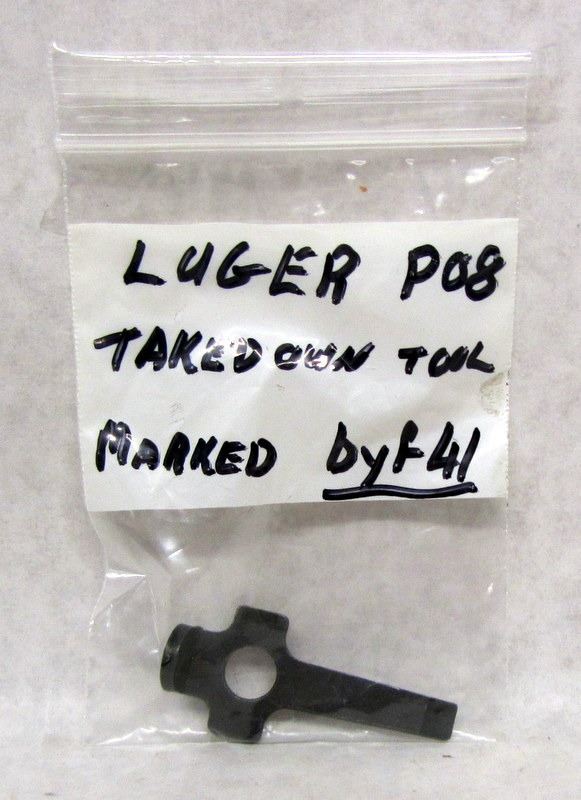 LUGER P08
TAKEDOWN TOOL
MARKED byf41